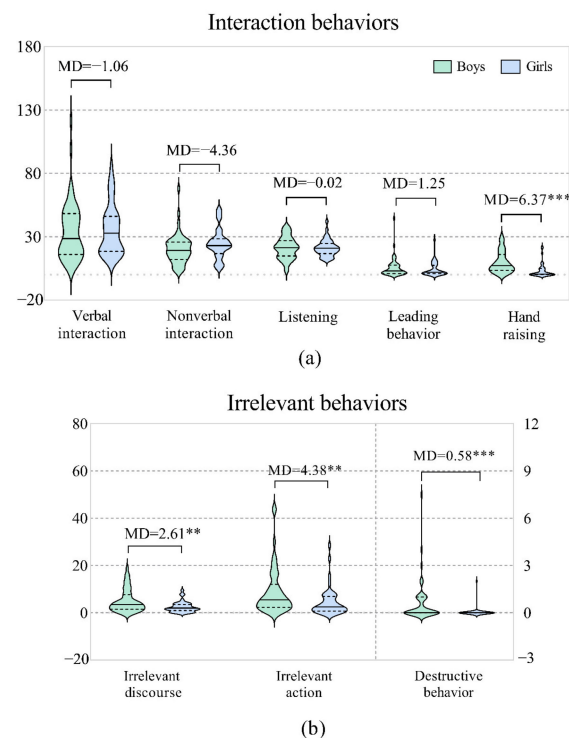 Interaction behaviors
180
130
80
30
−20
Boys Girls
MD=−1.06
MD=−4.36
MD=−0.02
MD=1.25
MD=6.37***
Verbal
interaction
Nonverbal
interaction
Listening
Leading
behavior
Hand
raising
(a)
Irrelevant behaviors
80
60
40
20
0
−20
12
9
6
3
0
−3
MD=2.61**
MD=4.38**
MD=0.58***
Irrelevant
discourse
Irrelevant
action
Destructive
behavior
(b)